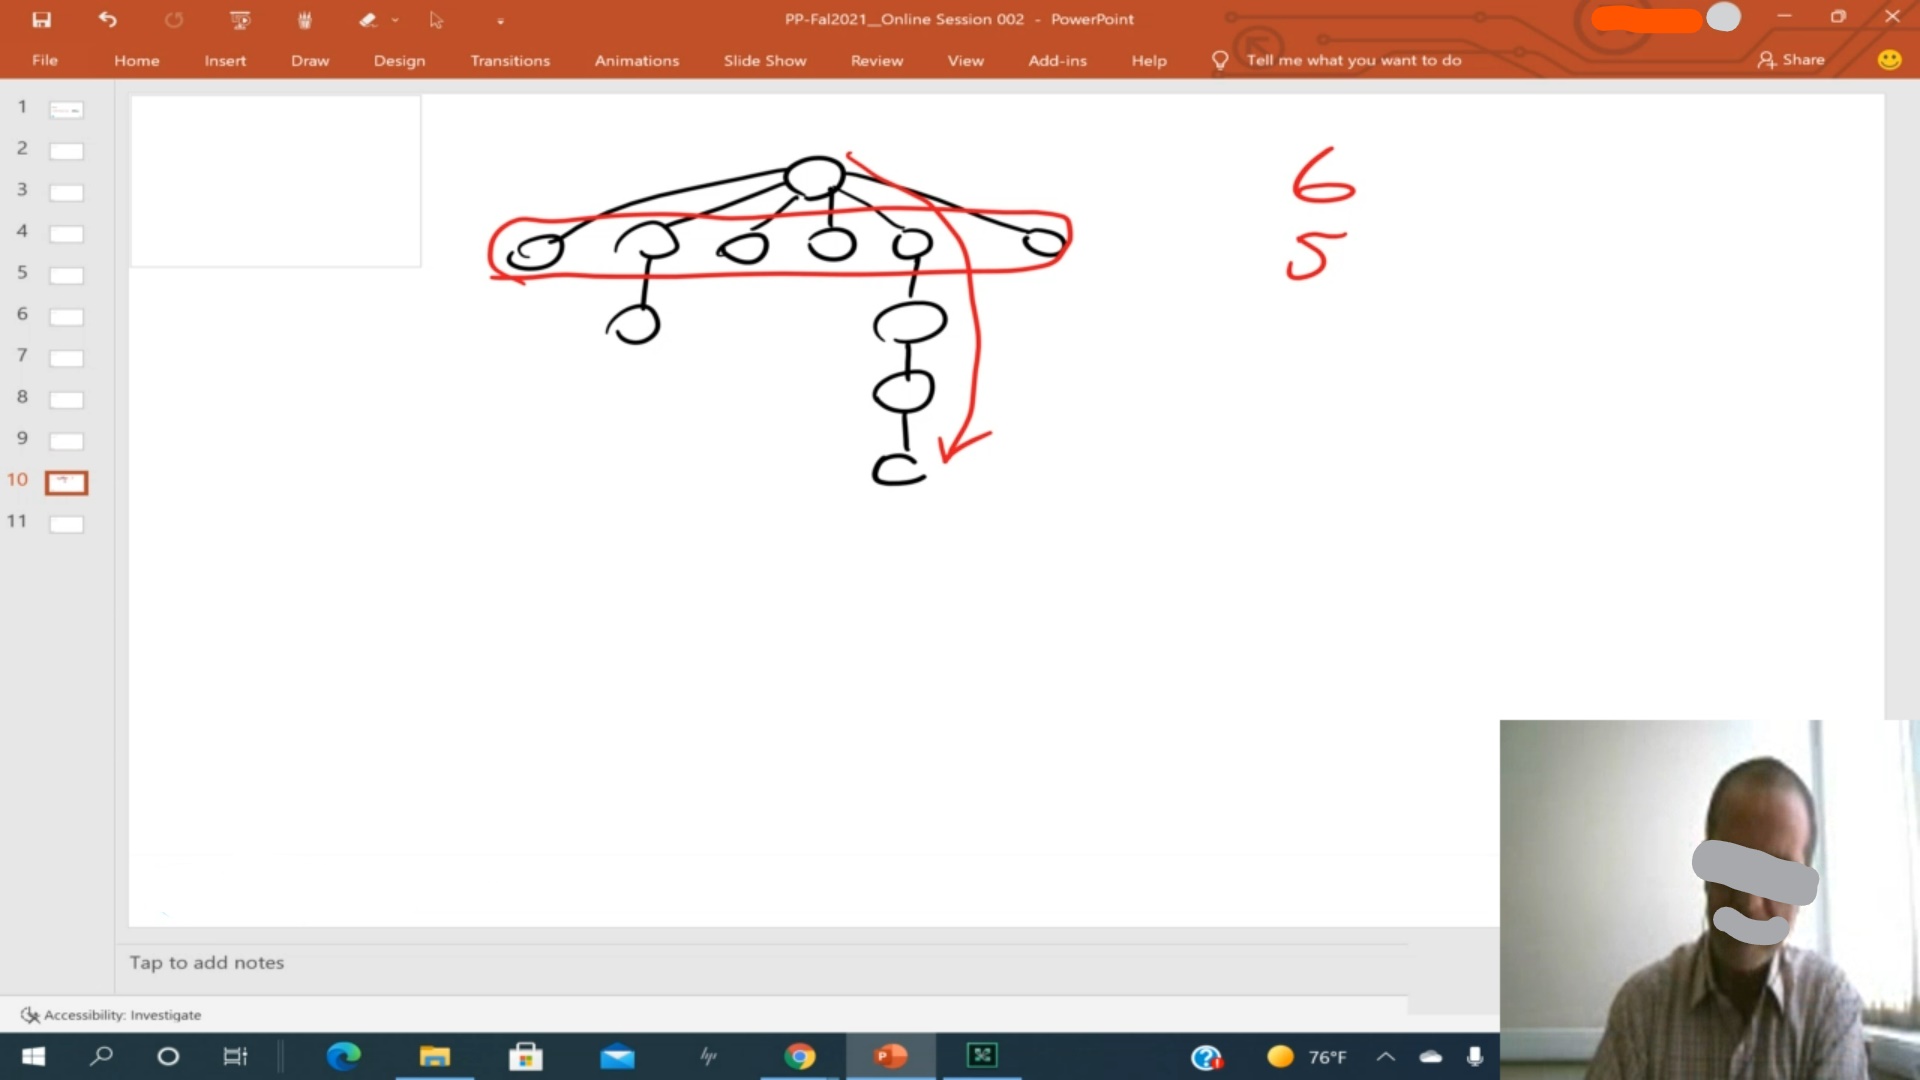 PP-Fal2021__Online Session 002 - PowerPoint
File Home Insert Draw Design Transitions Animations Slide Show Review View Add-ins Help Tell me what you want to do Share
1
2
3
4
5
6
7
8
9
10
11
6
5
Tap to add notes
Accessibility: Investigate
hp
P
76°F